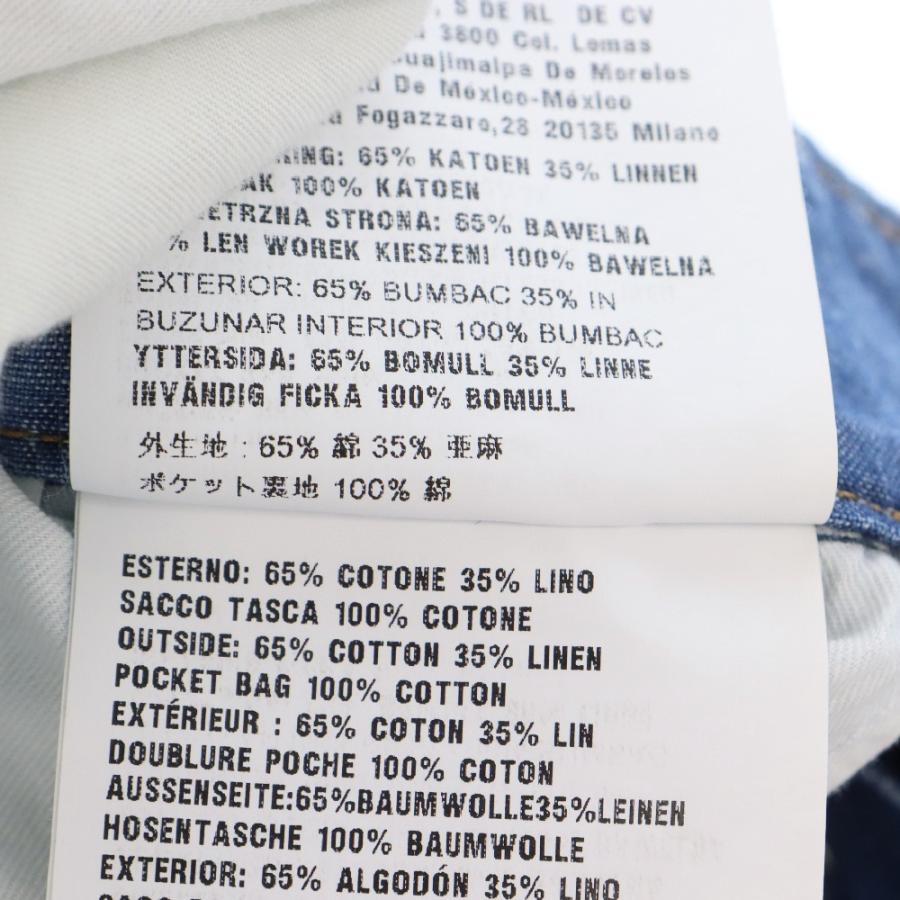 S DE RL DE CV
3800 Col. Lomas
De Morelos
De México-México
Fogazzaro,28 20135 Milano
65% KATOEN 35% LINNEN
100% KATOEN
STRONA: 65% BAWELNA
% LEN WOREK KIESZENI 100% BAWELNA
EXTERIOR: 65% BUMBAC 35% IN
BUZUNAR INTERIOR 100% BUMBAC
YTTERSIDA: 65% BOMULL 35% LINNE
INVÄNDIG FICKA 100% BOMULL
外生地 : 65% 綿 35% 亜麻
ポケット裏地 100% 綿
ESTERNO: 65% COTONE 35% LINO
SACCO TASCA 100% COTONE
OUTSIDE: 65% COTTON 35% LINEN
POCKET BAG 100% COTTON
EXTÉRIEUR : 65% COTON 35% LIN
DOUBLURE POCHE 100% COTON
AUSSENSEITE:65%BAUMWOLLE35%LEINEN
HOSENTASCHE 100% BAUMWOLLE
EXTERIOR: 65% ALGODÓN 35% LINO